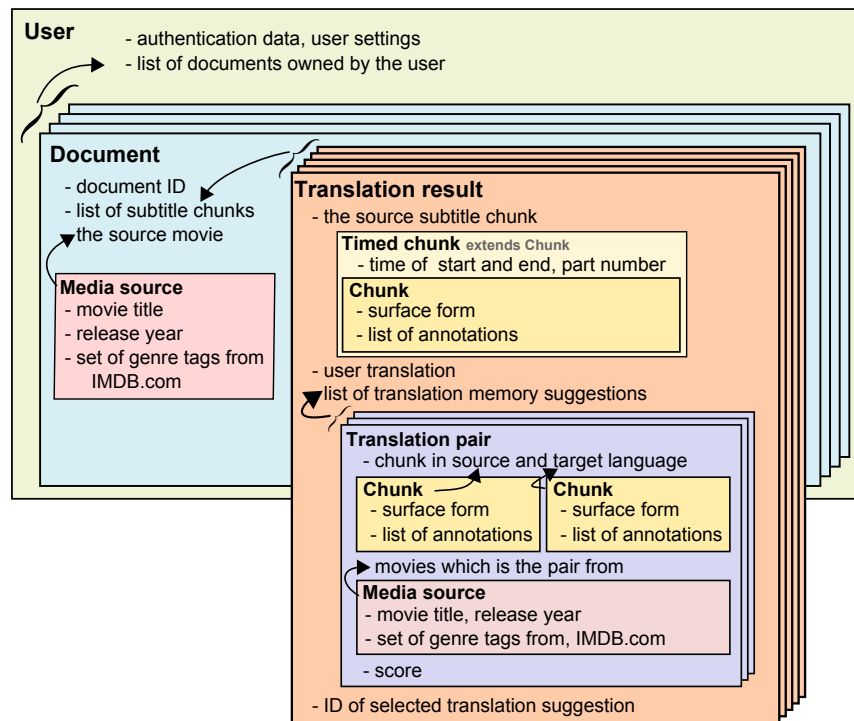 User
- authentication data, user settings
- list of documents owned by the user
Document
- document ID
- list of subtitle chunks
the source movie
Media source
- movie title
- release year
- set of genre tags from
IMDB.com
Translation result
- the source subtitle chunk
Timed chunk extends Chunk
- time of start and end, part number
Chunk
- surface form
- list of annotations
- user translation
list of translation memory suggestions
Translation pair
- chunk in source and target language
Chunk
- surface form
- list of annotations
Chunk
- surface form
- list of annotations
movies which is the pair from
Media source
- movie title, release year
- set of genre tags from, IMDB.com
- score
- ID of selected translation suggestion